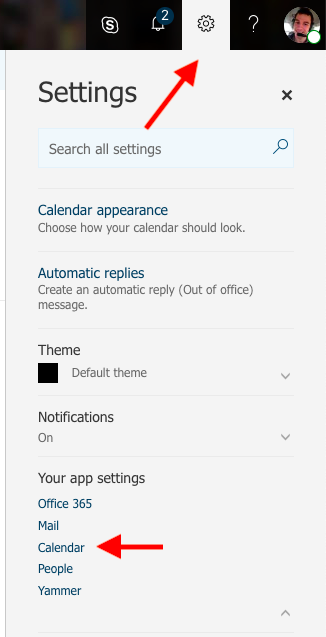 2
?
Settings
Search all settings
Calendar appearance
Choose how your calendar should look.
Automatic replies
Create an automatic reply (Out of office)
message.
Theme
Default theme
Notifications
On
Your app settings
Office 365
Mail
Calendar
People
Yammer